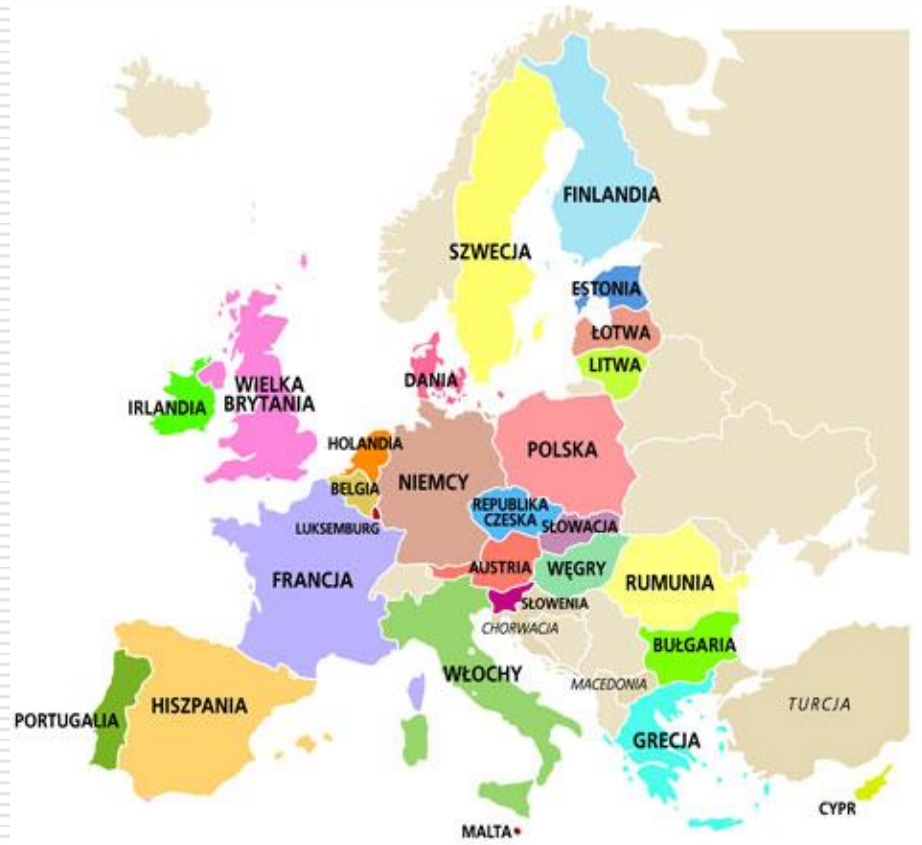 FINLANDIA
SZWECJA
ESTONIA
ŁOTWA
LITWA
DANIA
WIELKA
BRYTANIA
IRLANDIA
HOLANDIA
POLSKA
NIEMCY
BELGIA
REPUBLIKA
CZESKA
SŁOWACJA
LUKSEMBURG
AUSTRIA
WĘGRY
FRANCJA
RUMUNIA
SŁOWENIA
CHORWACJA
BUŁGARIA
WŁOCHY
MACEDONIA
HISZPANIA
TURCJA
PORTUGALIA
GRECJA
CYPR
MALTA